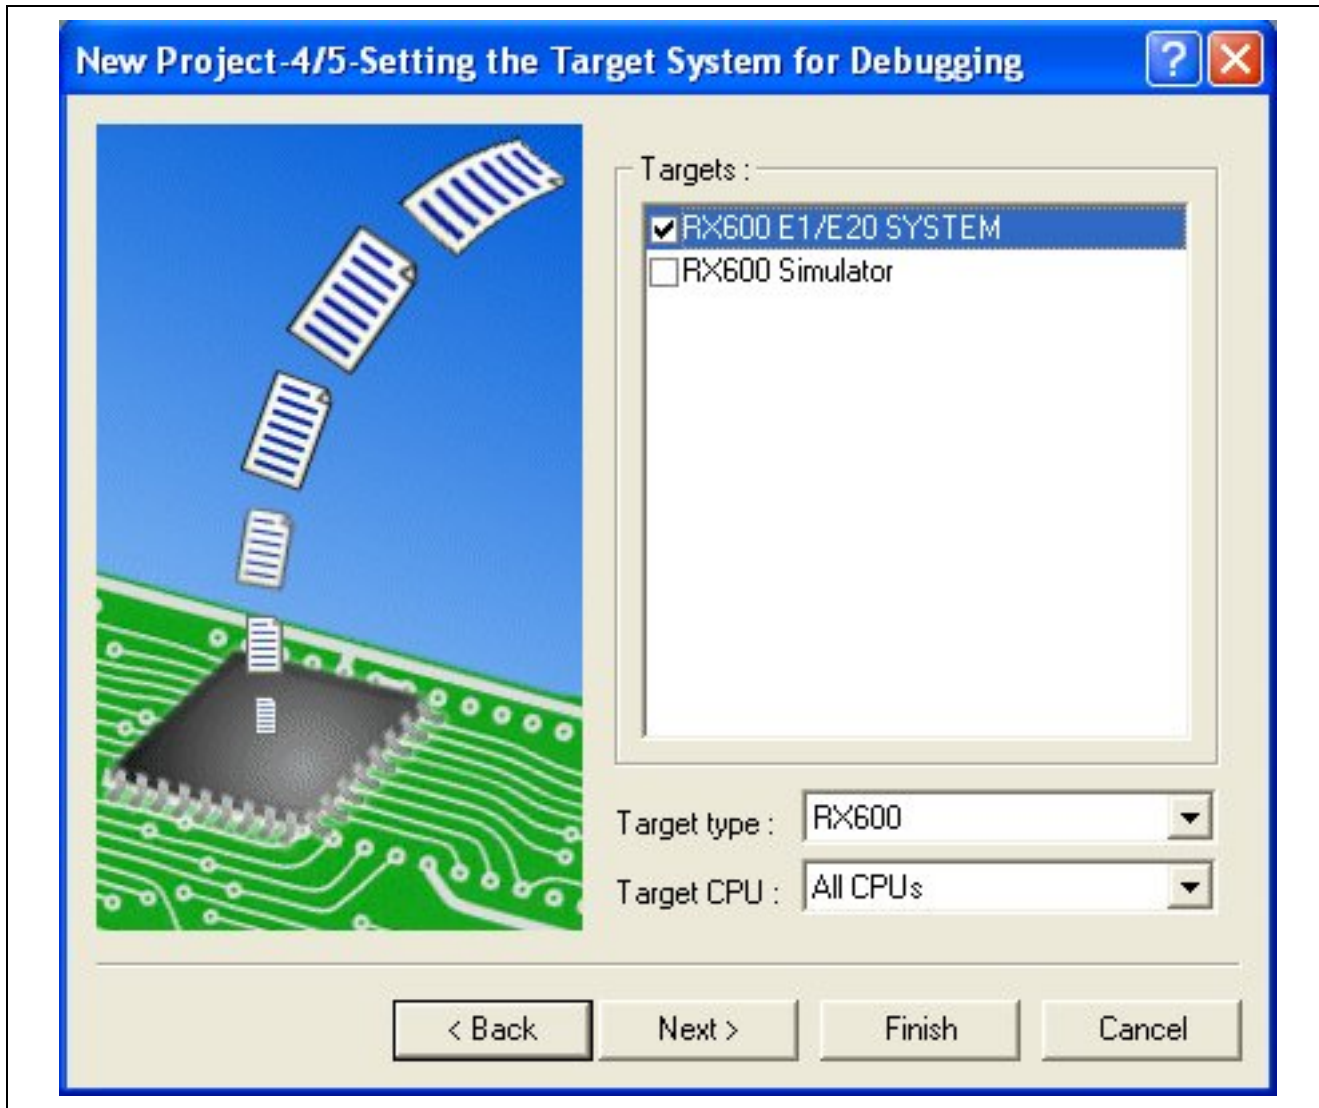 New Project-4/5-Setting the Target System for Debugging
Targets :
RX600 E1/E20 SYSTEM
RX600 Simulator
Target type : RX600
Target CPU : All CPUs
< Back Next > Finish Cancel